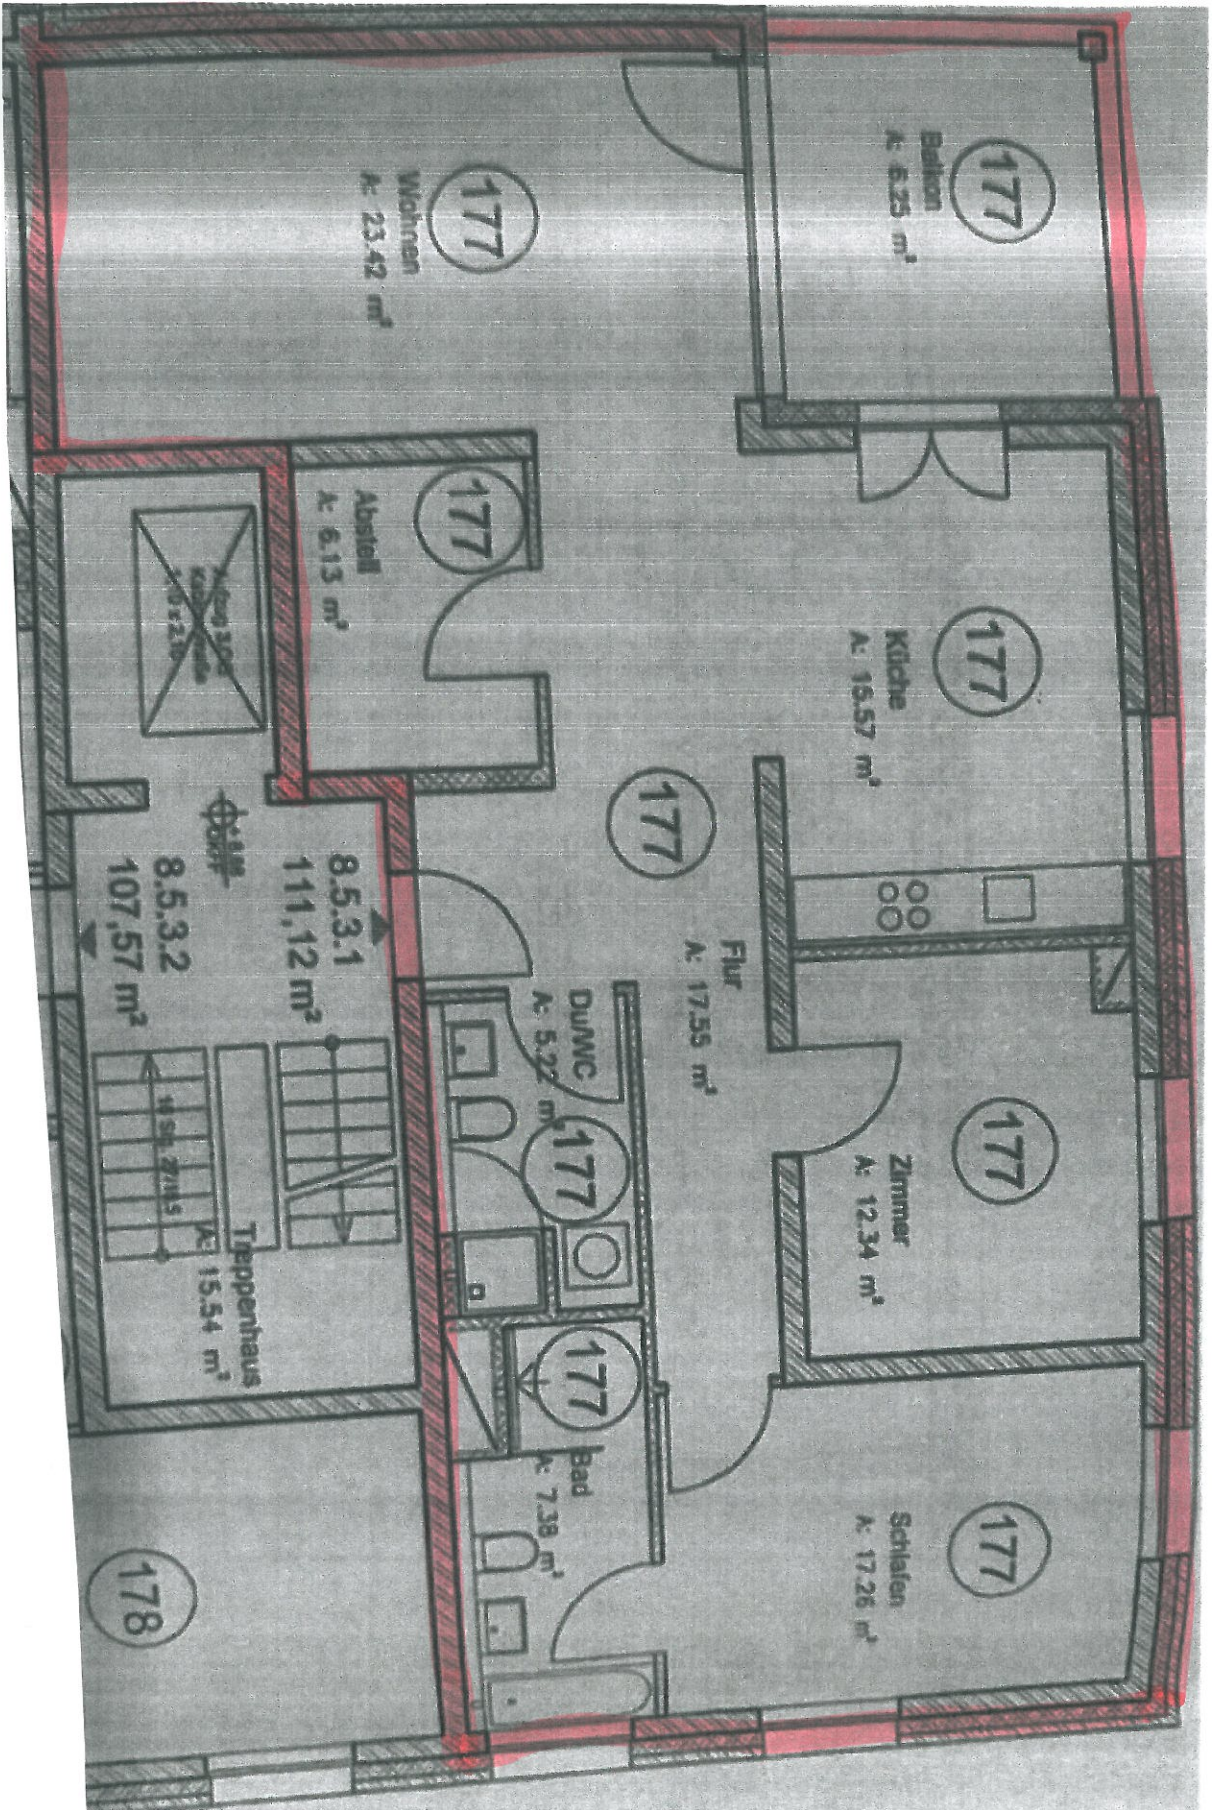 177
Balkon
A: 6.25 m²
177
Küche
A: 15.57 m²
177
Zimmer
A: 12.34 m²
177
Schlafen
A: 17.26 m²
177
Flur
A: 17.55 m²
177
Wohnen
A: 23.42 m²
177
Abstell
A: 6.13 m²
177
Du/WC
A: 5.22 m²
177
Bad
A: 7.38 m²
8.5.3.1
111,12 m²
OKFF
8.5.3.2
107,57 m²
Treppenhaus
A: 15.54 m²
178